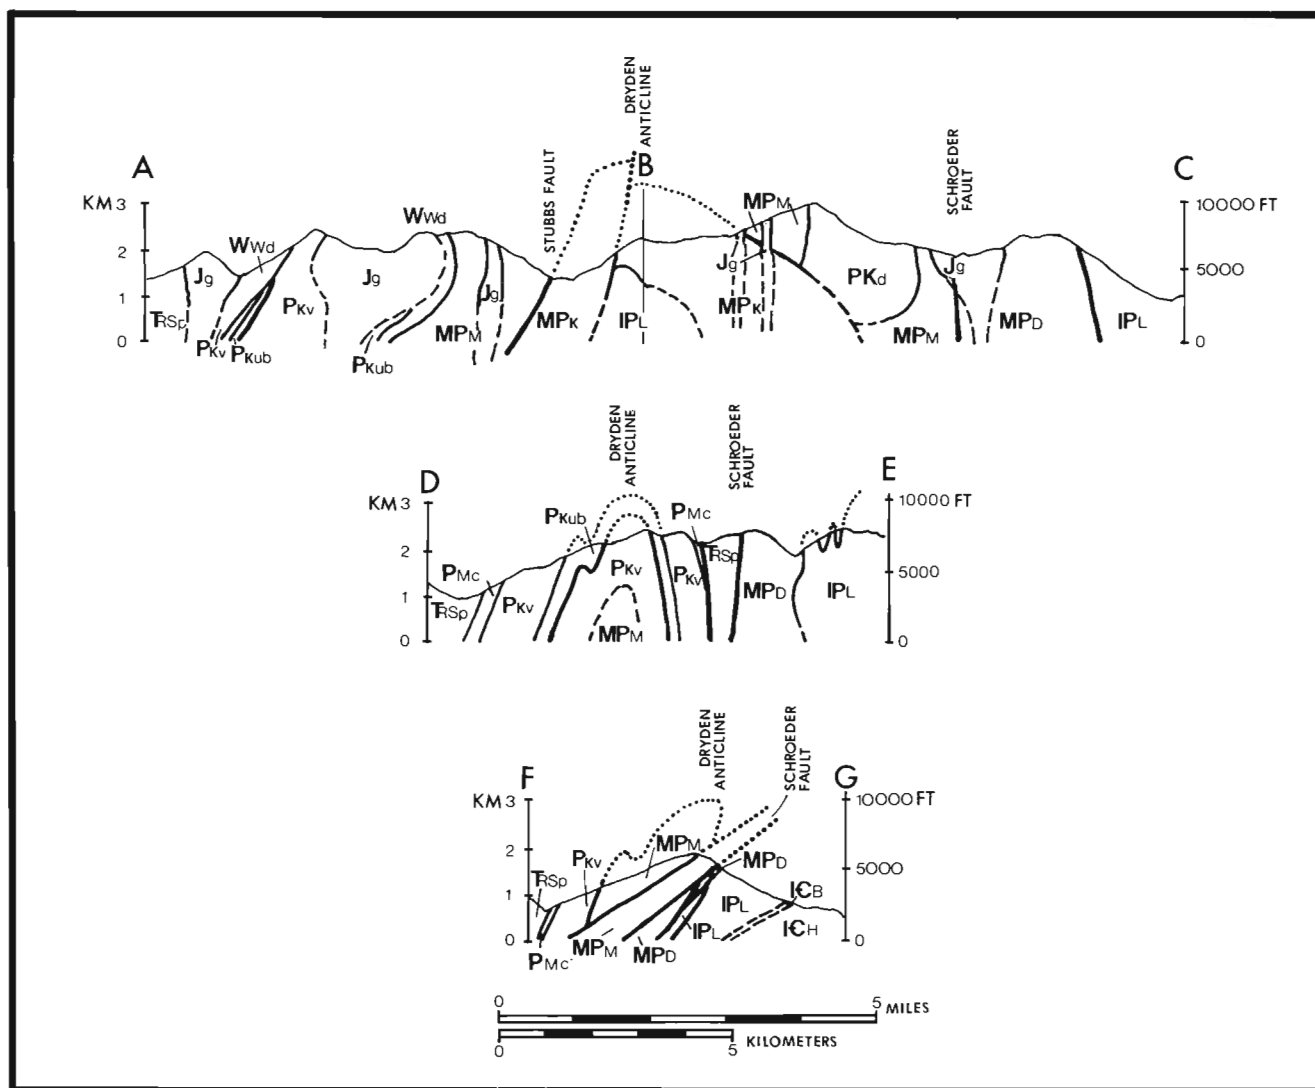 DRYDEN
ANTICLINE
STUBBS FAULT
SCHROEDER
FAULT
A
B
C
KM 3
2
1
0
10000 FT
5000
0
WWd
WWd
MPM
Jg
Jg
Jg
Jg
Jg
PKd
TRSp
PKv
PKv
PKub
PKub
MPM
MPK
IPL
MPK
MPM
MPD
IPL
DRYDEN
ANTICLINE
SCHROEDER
FAULT
D
E
KM 3
2
1
0
10000 FT
5000
0
PKub
PMc
PMc
TRSp
TRSp
PKv
PKv
PKv
MPM
MPD
IPL
DRYDEN
ANTICLINE
SCHROEDER
FAULT
F
G
KM 3
2
1
0
10000 FT
5000
0
MPM
PKv
MPD
TRSp
IPL
ICB
IPL
ICH
MPM
MPD
PMc
0 5 MILES
0 5 KILOMETERS